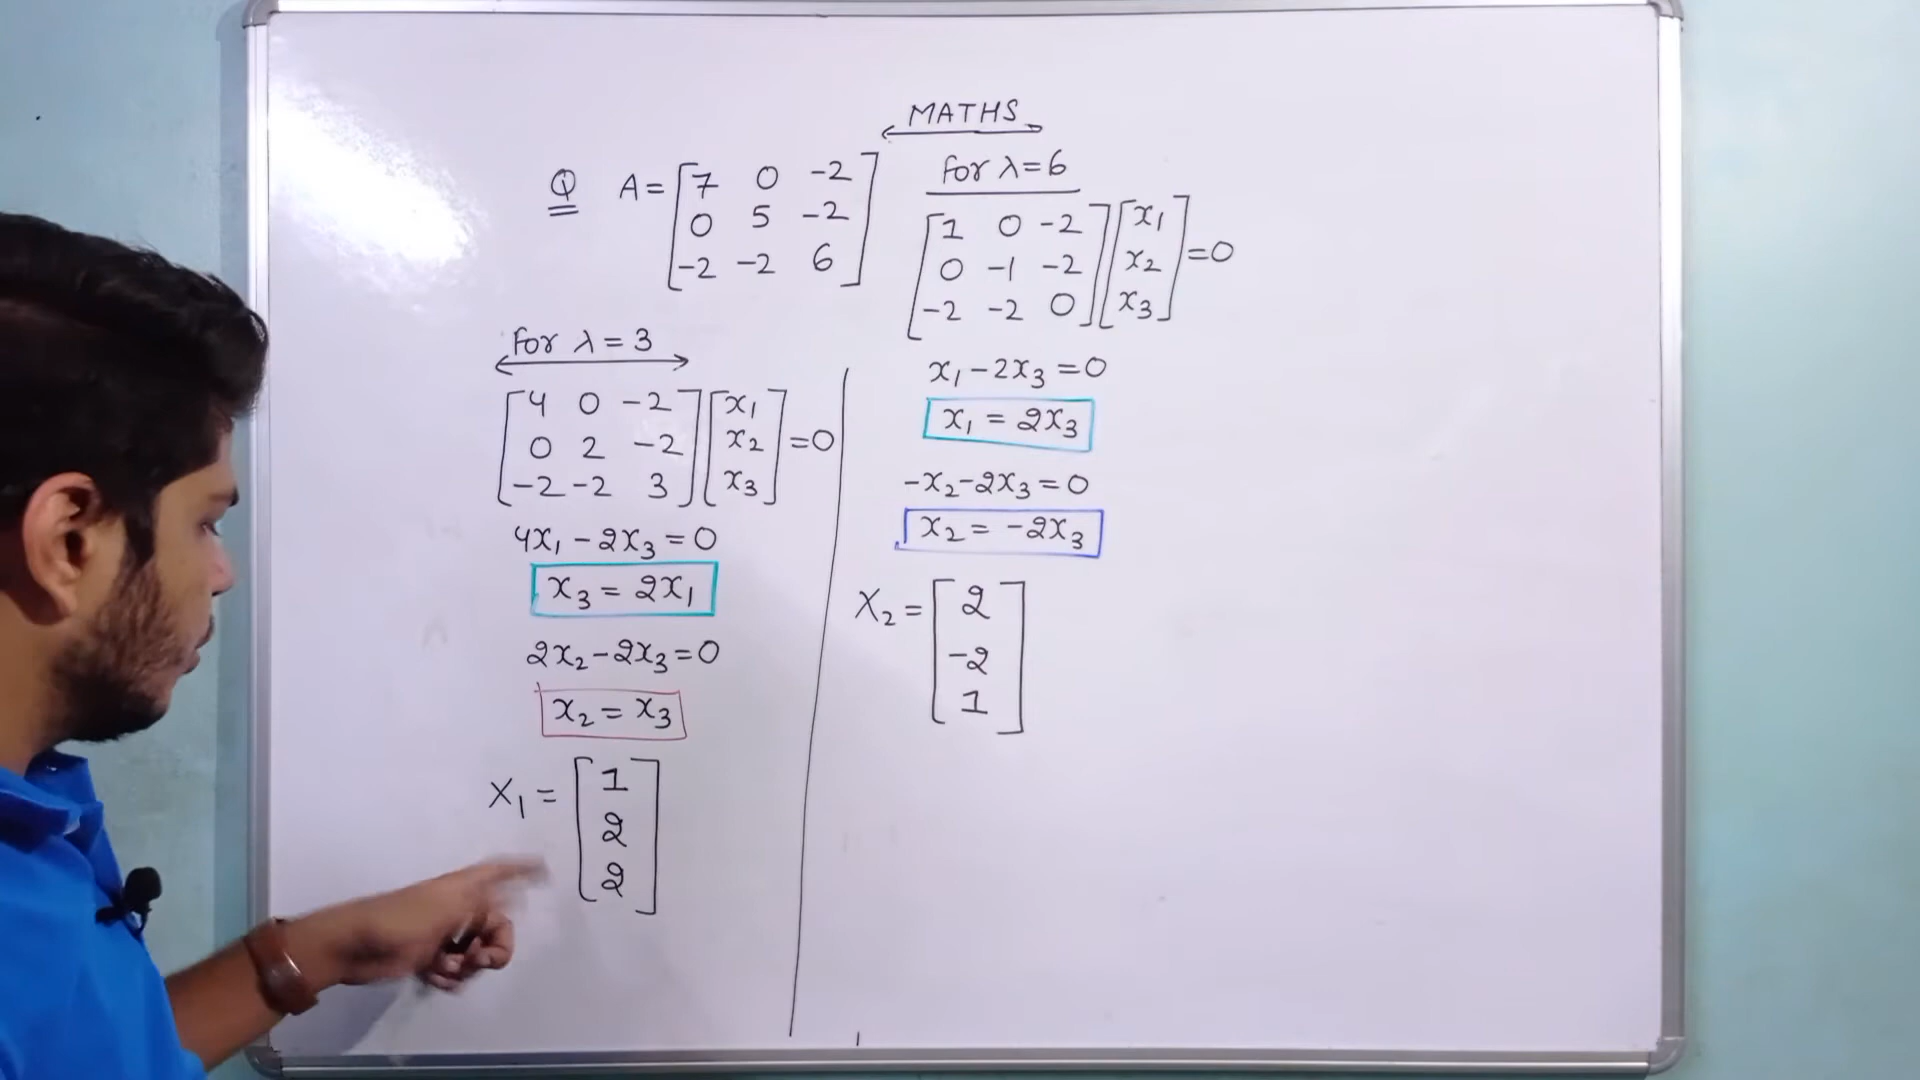 MATHS
Q A = [7 0 -2
0 5 -2
-2 -2 6]
For λ = 3
[4 0 -2
0 2 -2
-2 -2 3] [x₁
x₂
x₃] = 0
4x₁ - 2x₃ = 0
x₃ = 2x₁
2x₂ - 2x₃ = 0
x₂ = x₃
X₁ = [1
2
2]
For λ = 6
[1 0 -2
0 -1 -2
-2 -2 0] [x₁
x₂
x₃] = 0
x₁ - 2x₃ = 0
x₁ = 2x₃
-x₂ - 2x₃ = 0
x₂ = -2x₃
X₂ = [2
-2
1]